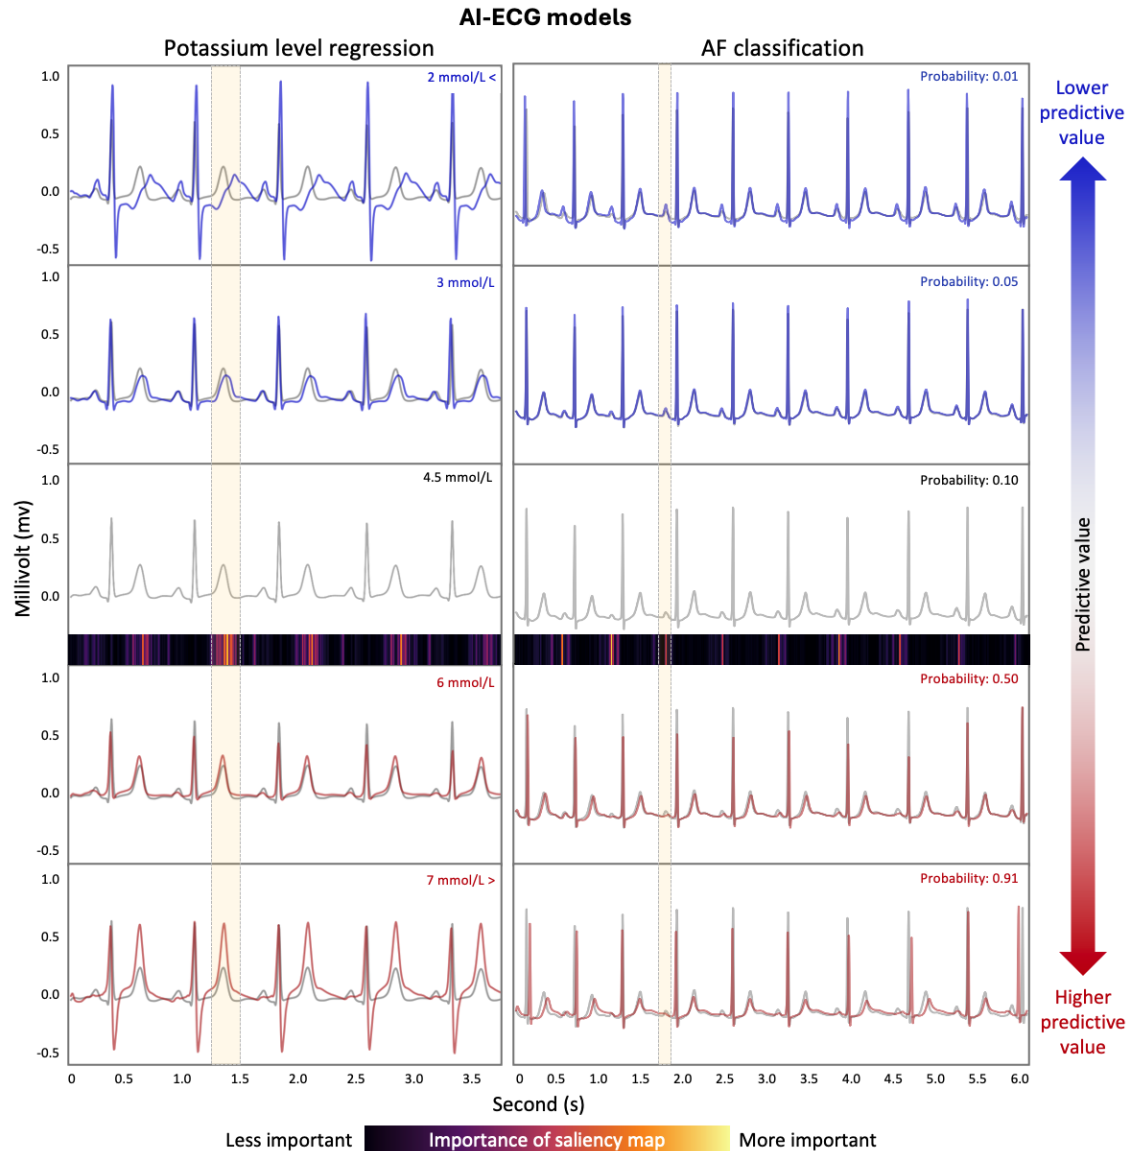 AI-ECG models
Potassium level regression
AF classification
1.0
0.5
0.0
-0.5
2 mmol/L <
Probability: 0.01
Lower
predictive
value
1.0
0.5
0.0
-0.5
3 mmol/L
Probability: 0.05
Millivolt (mv)
1.0
0.5
0.0
4.5 mmol/L
Probability: 0.10
Predictive value
1.0
0.5
0.0
-0.5
6 mmol/L
Probability: 0.50
1.0
0.5
0.0
-0.5
7 mmol/L >
Probability: 0.91
Higher
predictive
value
0 0.5 1.0 1.5 2.0 2.5 3.0 3.5
0 0.5 1.0 1.5 2.0 2.5 3.0 3.5 4.0 4.5 5.0 5.5 6.0
Second (s)
Less important Importance of saliency map More important